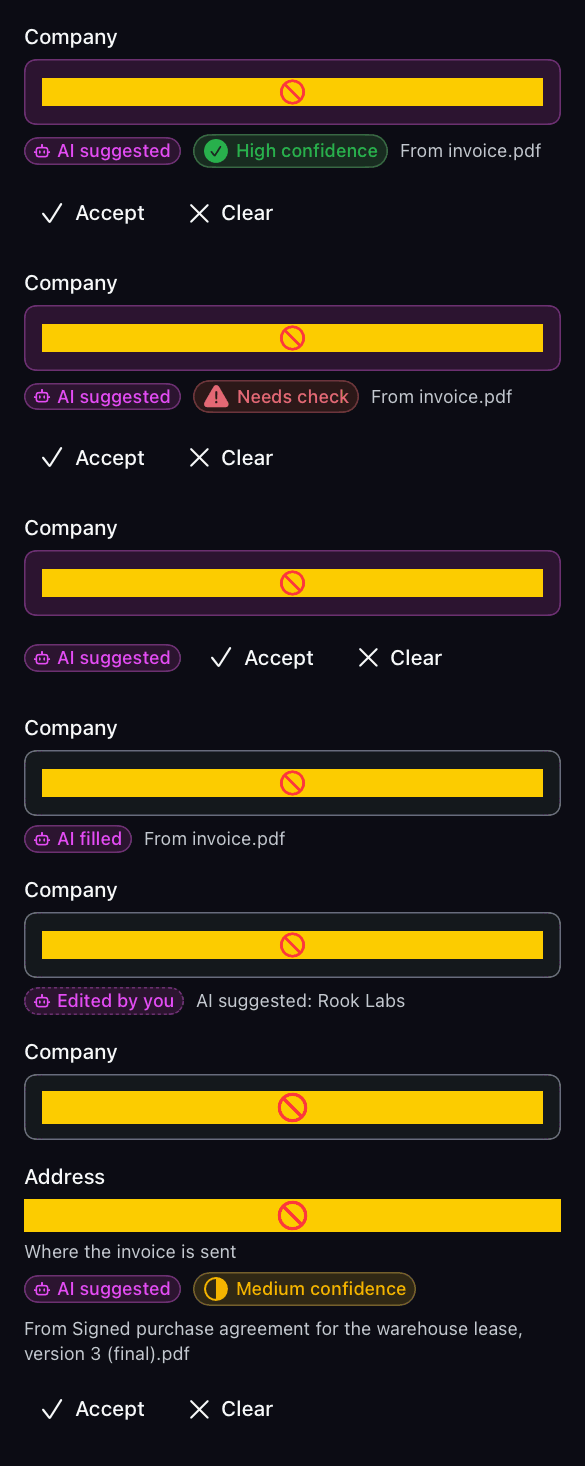 Company
AI suggested High confidence From invoice.pdf
Accept Clear
Company
AI suggested Needs check From invoice.pdf
Accept Clear
Company
AI suggested Accept Clear
Company
AI filled From invoice.pdf
Company
Edited by you AI suggested: Rook Labs
Company
Address
Where the invoice is sent
AI suggested Medium confidence
From Signed purchase agreement for the warehouse lease,
version 3 (final).pdf
Accept Clear